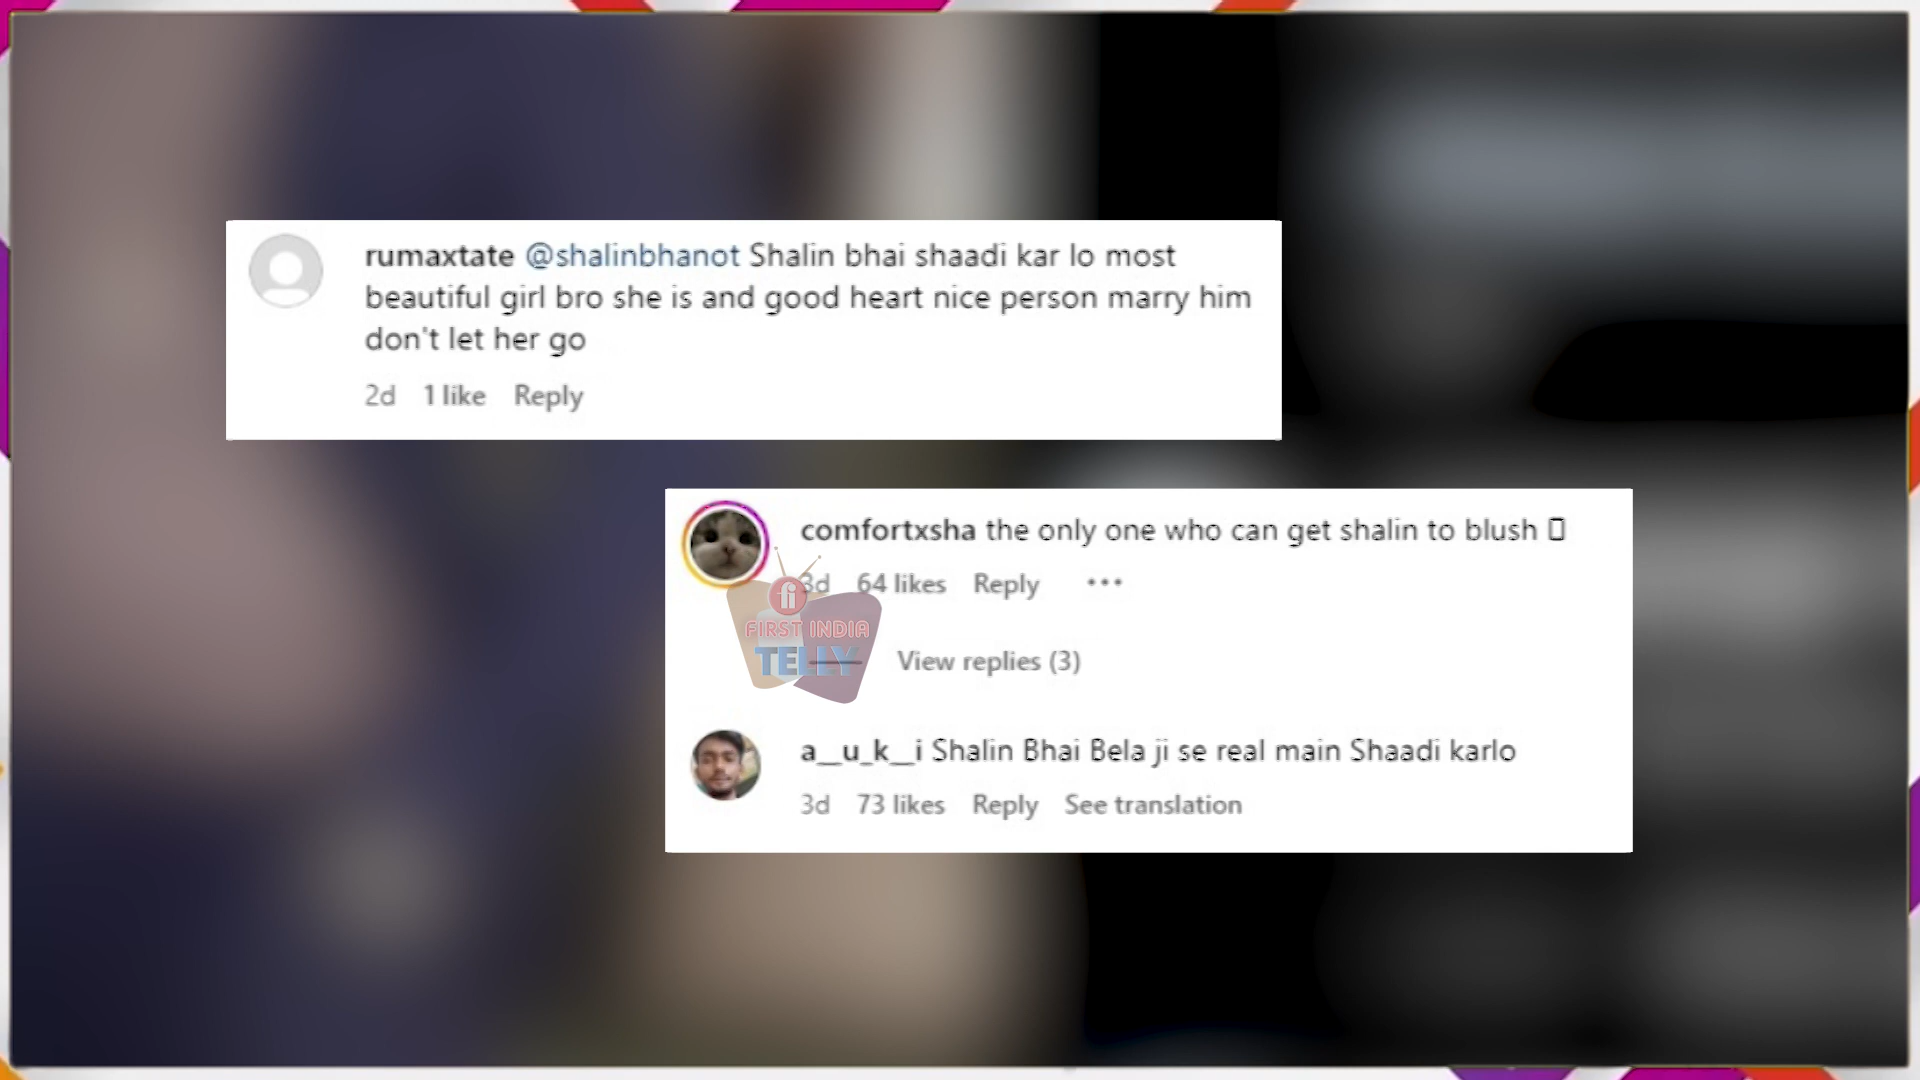 rumaxtate @shalinbhanot Shalin bhai shaadi kar lo most
beautiful girl bro she is and good heart nice person marry him
don't let her go
2d 1 like Reply
comfortxsha the only one who can get shalin to blush
3d 64 likes Reply •••
fi
FIRST INDIA
TELLY
View replies (3)
a__u_k__i Shalin Bhai Bela ji se real main Shaadi karlo
3d 73 likes Reply See translation